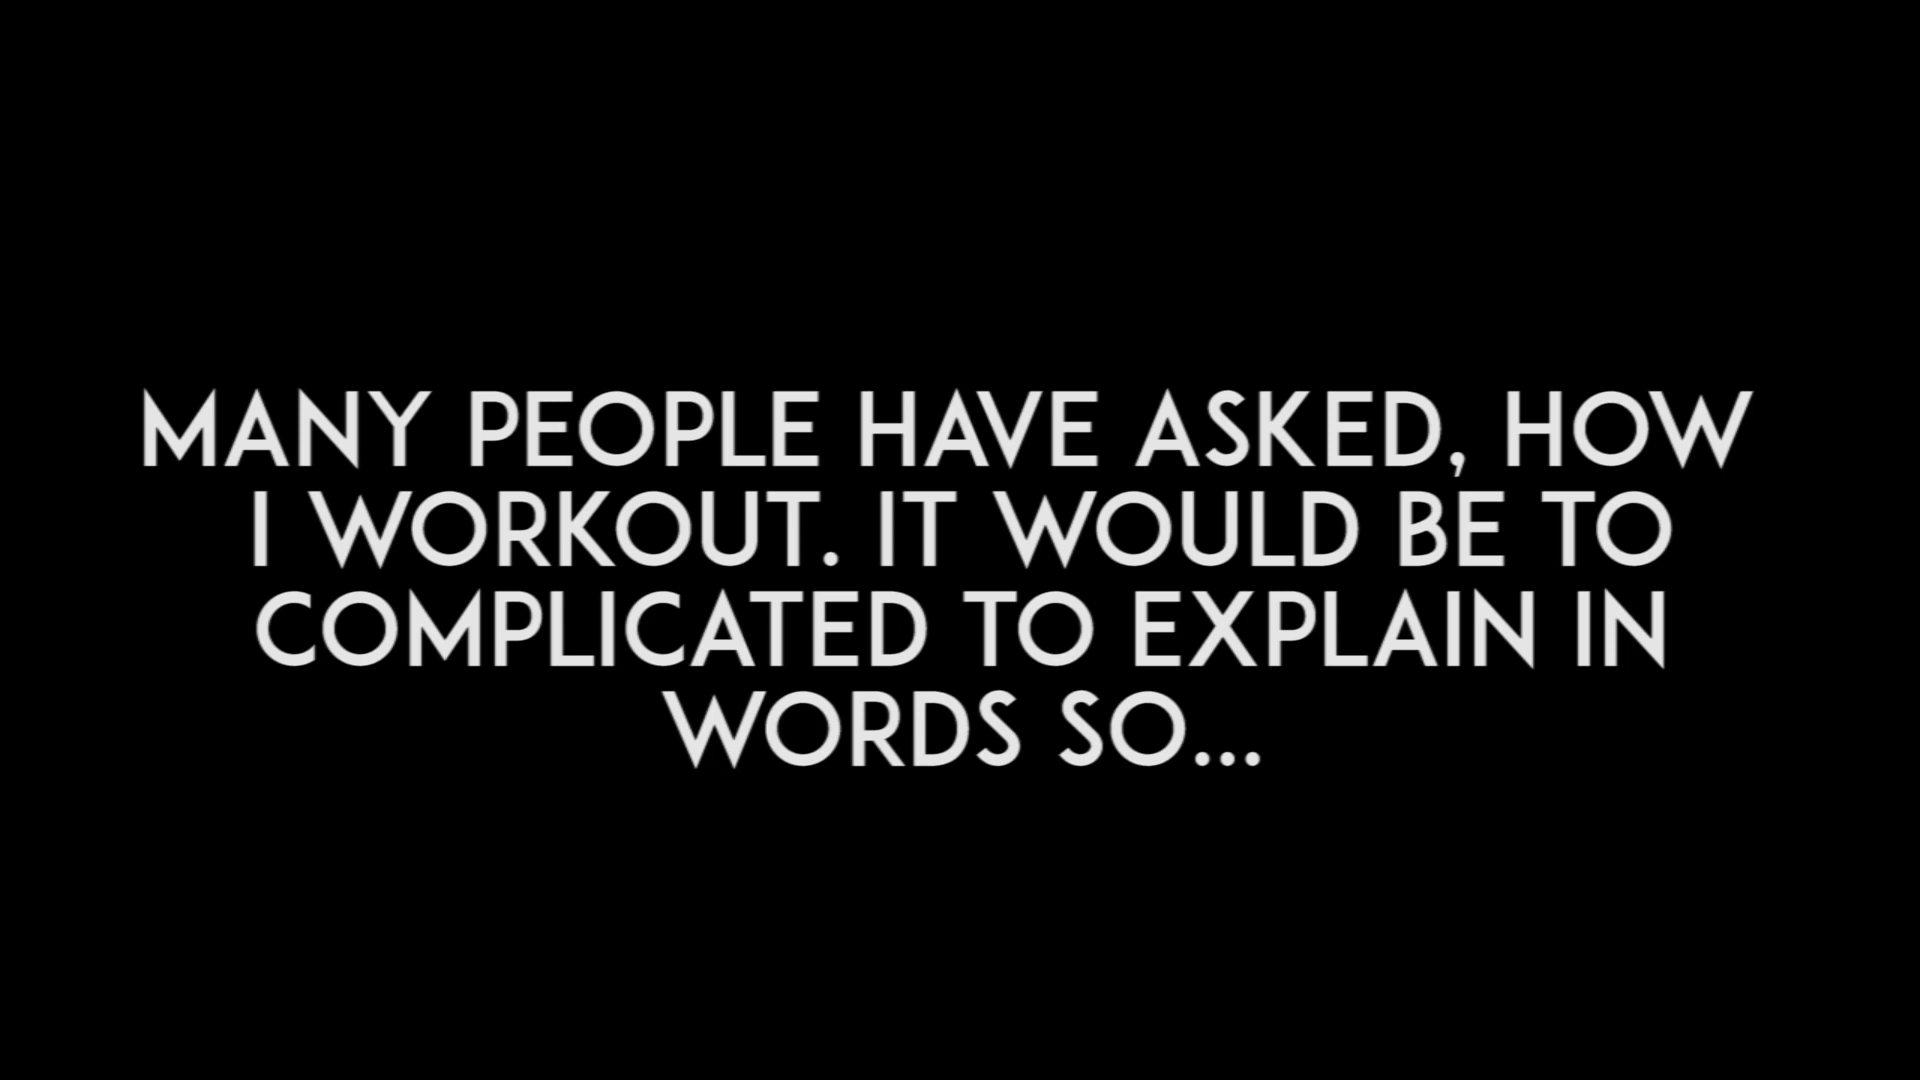 MANY PEOPLE HAVE ASKED, HOW
I WORKOUT. IT WOULD BE TO
COMPLICATED TO EXPLAIN IN
WORDS SO...